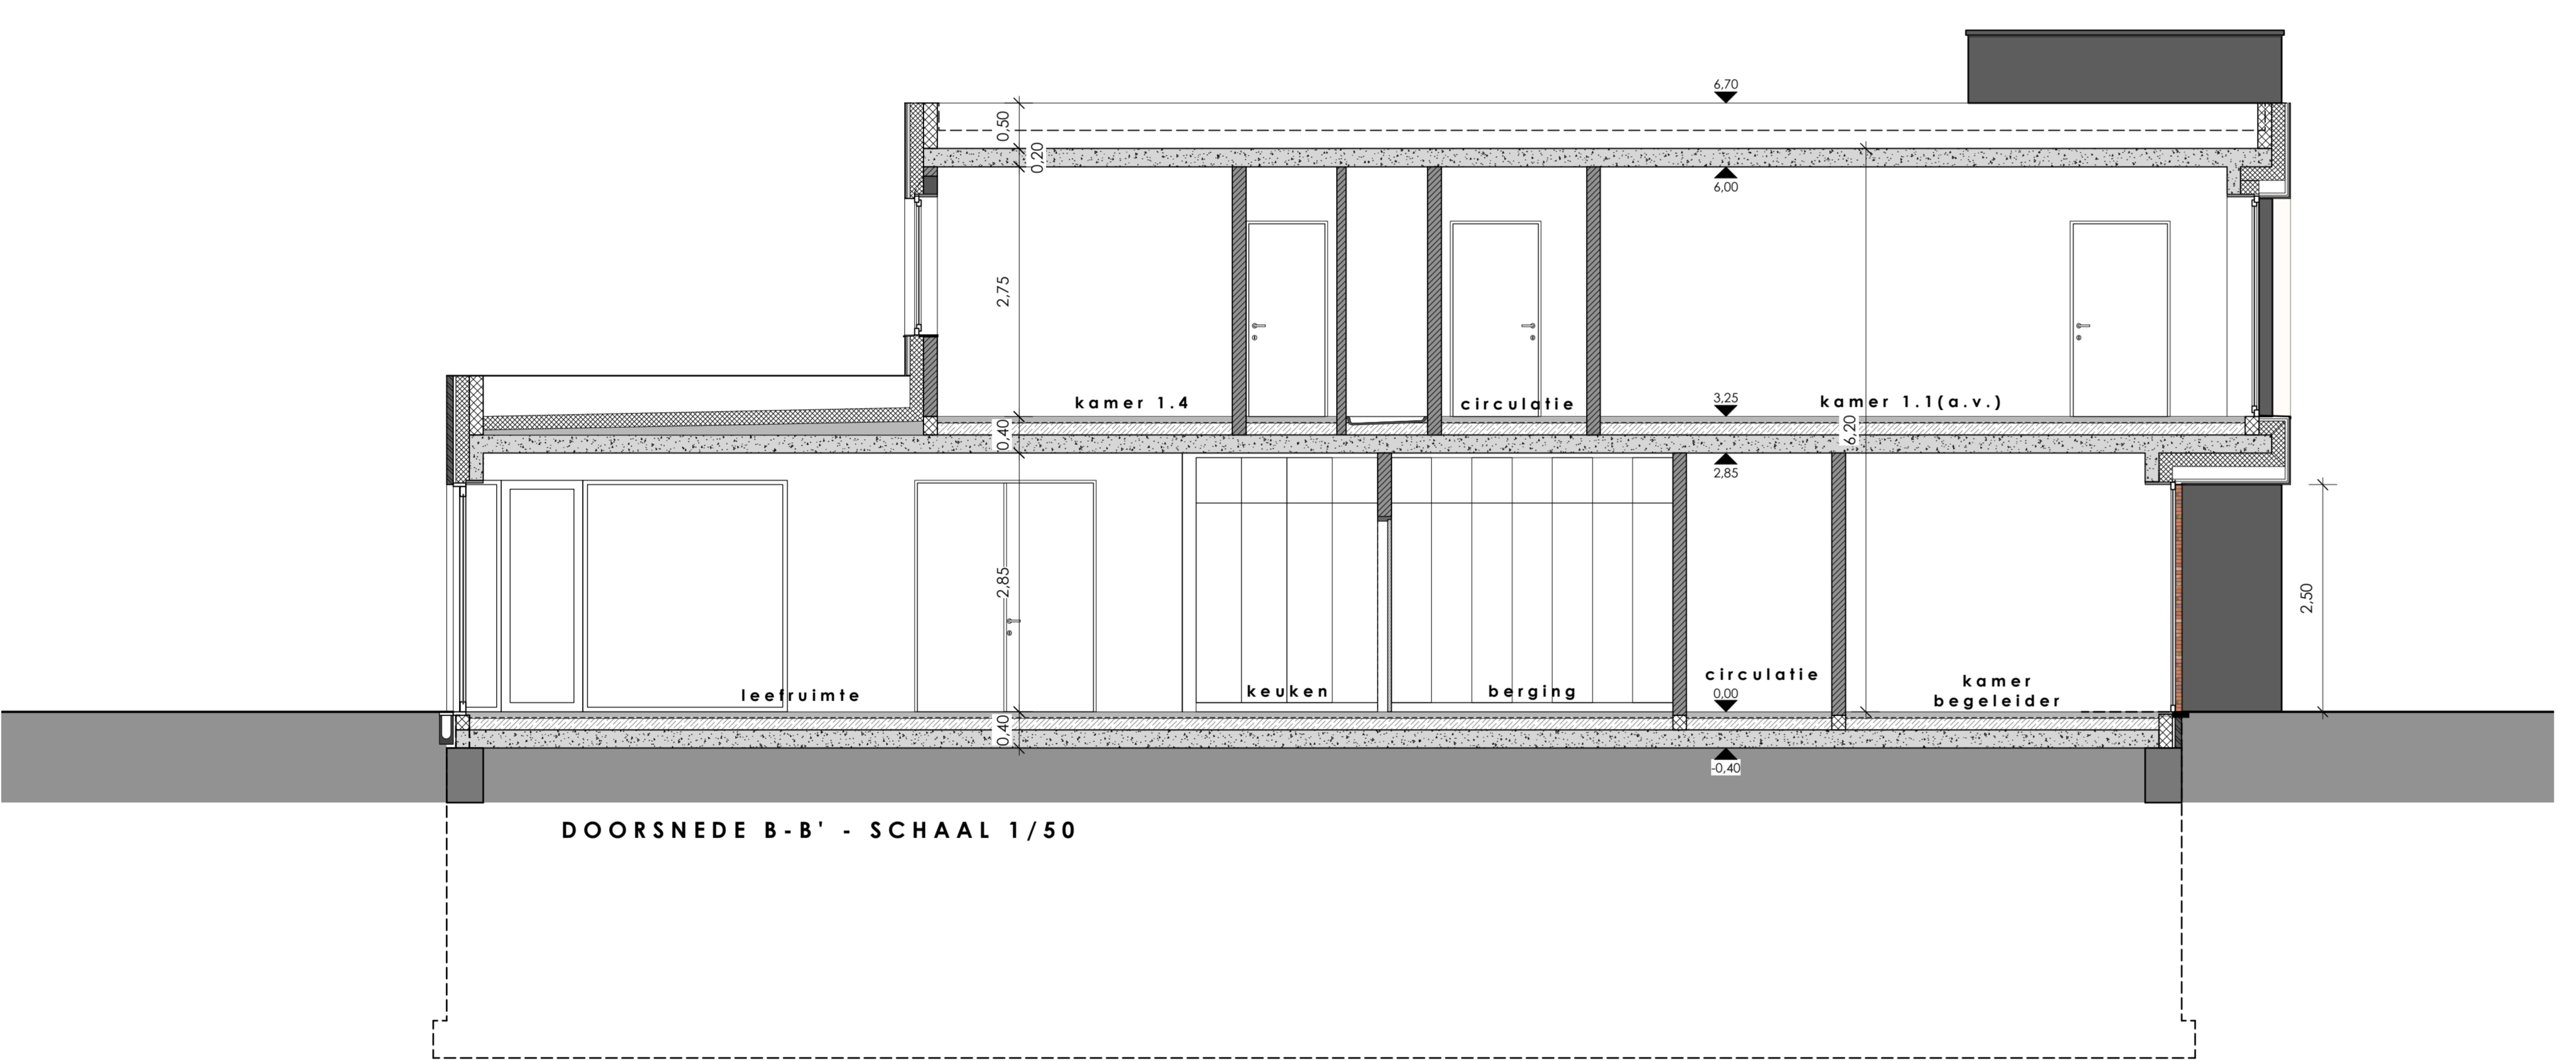 6,70
0,50
0,20
6,00
2,75
kamer 1.4
circulatie
3,25
kamer 1.1(a.v.)
0,40
6,20
2,85
2,85
2,50
leefruimte
keuken
berging
circulatie
0,00
kamer
begeleider
0,40
-0,40
DOORSNEDE B-B' - SCHAAL 1/50